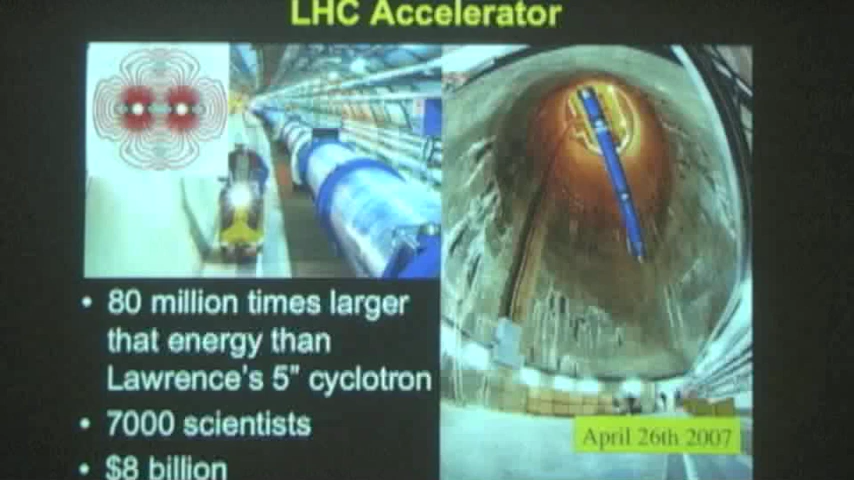 LHC Accelerator
• 80 million times larger
that energy than
Lawrence's 5" cyclotron
• 7000 scientists
• $8 billion
April 26th 2007